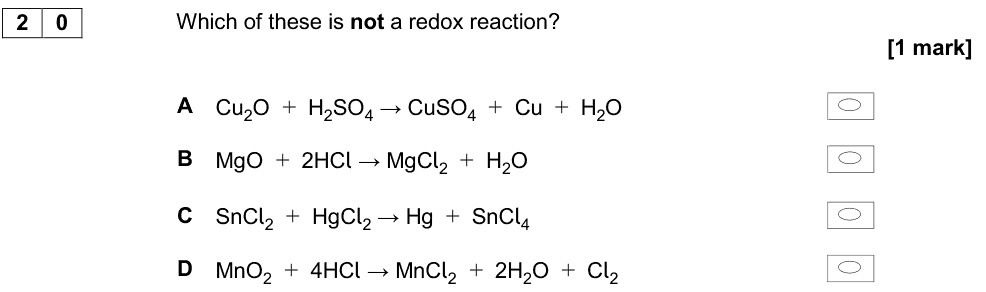 2 0 Which of these is not a redox reaction?
[1 mark]
A Cu₂O + H₂SO₄ → CuSO₄ + Cu + H₂O
B MgO + 2HCl → MgCl₂ + H₂O
C SnCl₂ + HgCl₂ → Hg + SnCl₄
D MnO₂ + 4HCl → MnCl₂ + 2H₂O + Cl₂